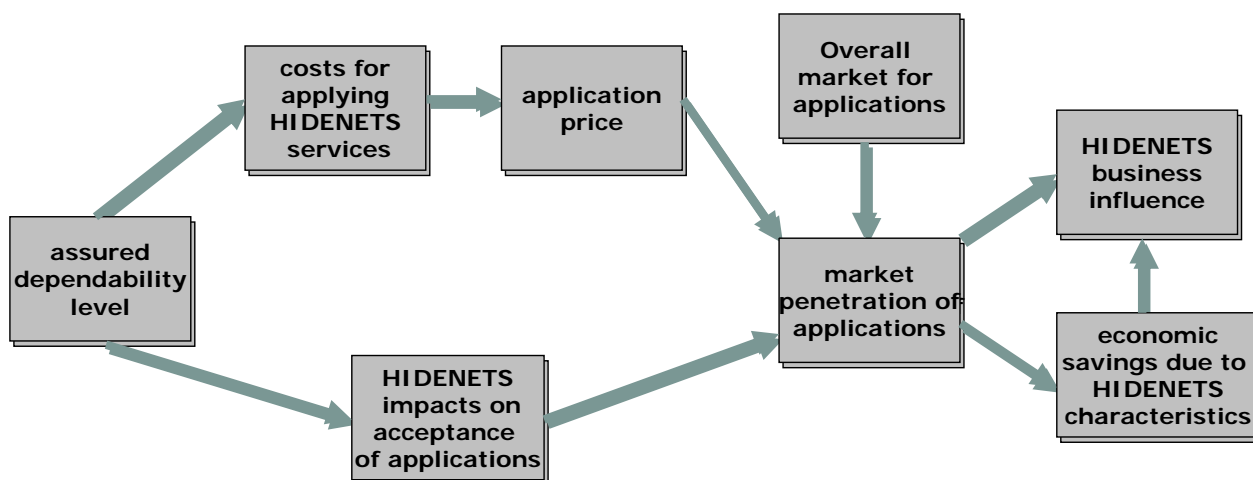 costs for
applying
HIDENETS
services
application
price
Overall
market for
applications
HIDENETS
business
influence
assured
dependability
level
market
penetration of
applications
HIDENETS
impacts on
acceptance
of applications
economic
savings due to
HIDENETS
characteristics